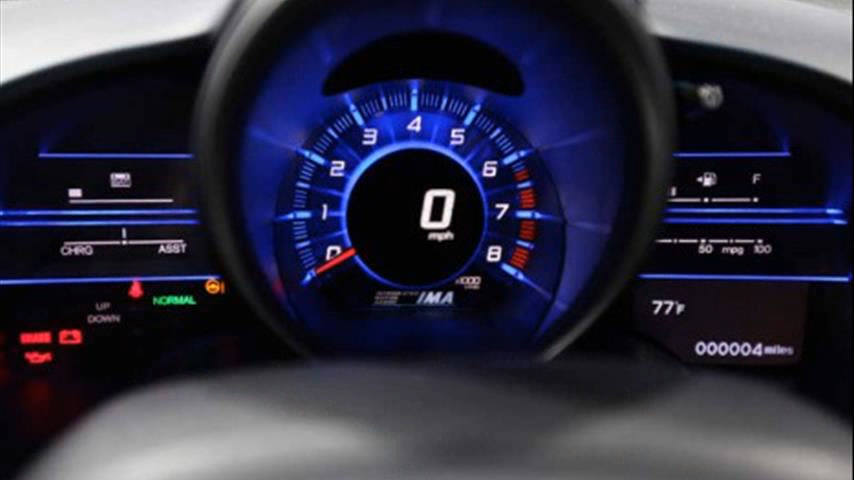 4
3
5
2
6
1
7
0
8
0
mph
x1000
IMA
CHRG
ASST
UP
DOWN
NORMAL
BRAKE
F
50 mpg 100
77°F
000004 miles